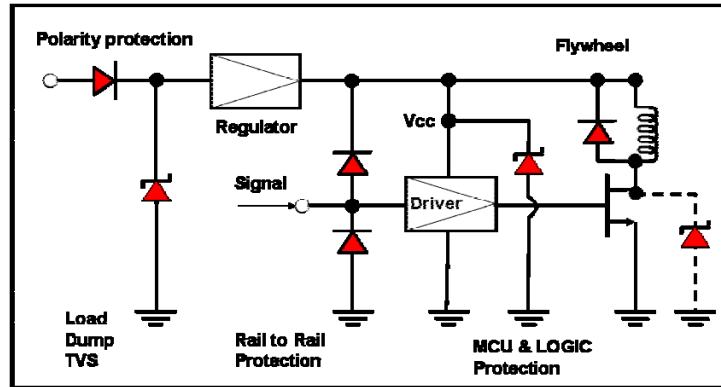 Polarity protection
Flywheel
Regulator
Vcc
Signal
Driver
Load
Dump
TVS
Rail to Rail
Protection
MCU & LOGIC
Protection